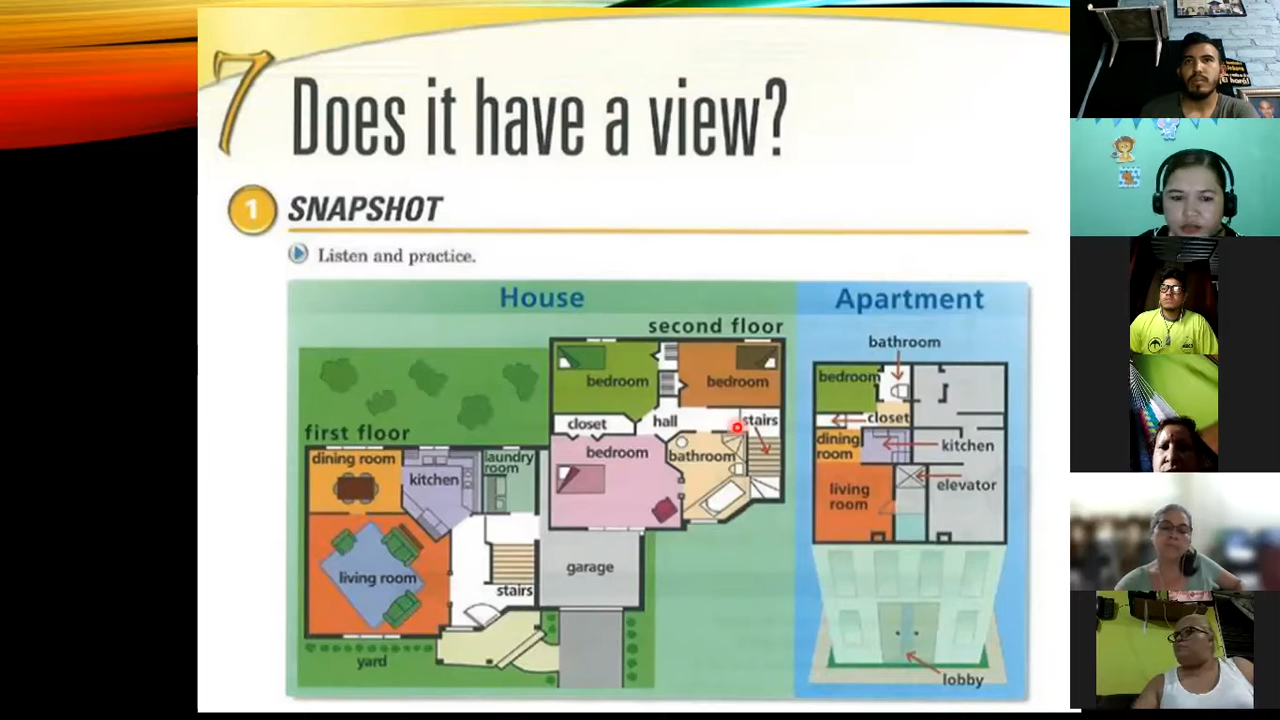 7 Does it have a view?
1 SNAPSHOT
Listen and practice.
House
Apartment
second floor
bathroom
bedroom
bedroom
bedroom
closet
hall
stairs
closet
first floor
dining room
kitchen
laundry
room
bedroom
bathroom
dining
room
kitchen
living
room
elevator
living room
garage
stairs
yard
lobby